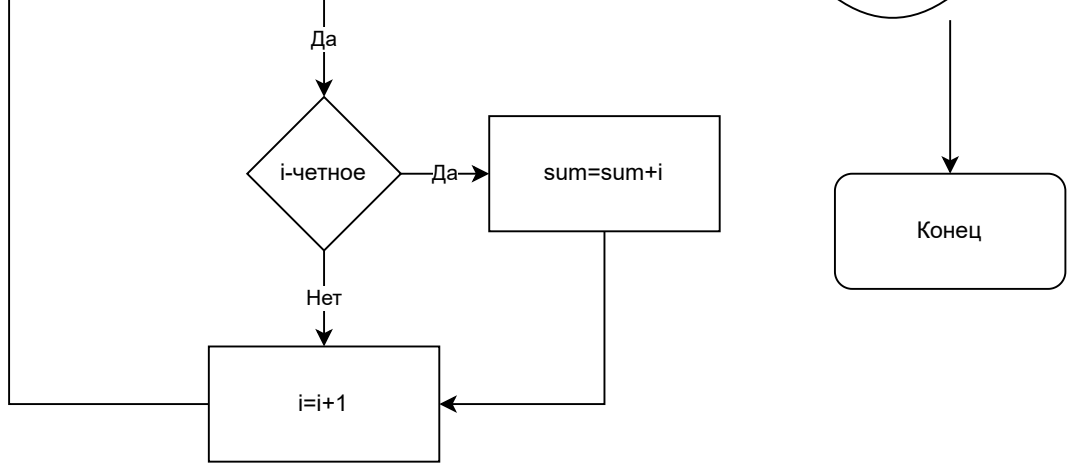 Да
i-четное
Да
sum=sum+i
Конец
Нет
i=i+1